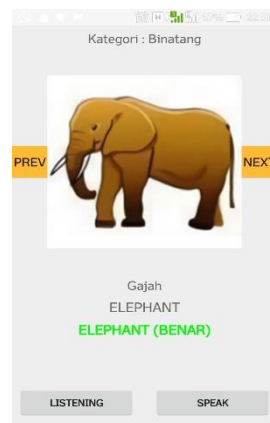 Kategori : Binatang
PREV
NEXT
Gajah
ELEPHANT
ELEPHANT (BENAR)
LISTENING
SPEAK